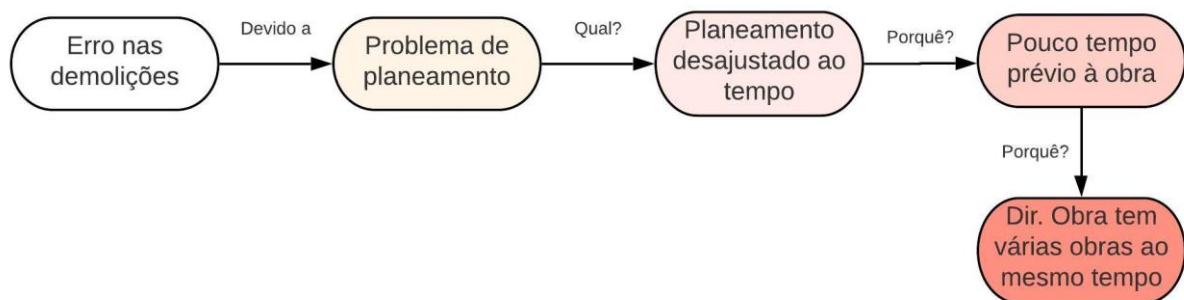 Erro nas
demolições
Devido a
Problema de
planeamento
Qual?
Planeamento
desajustado ao
tempo
Porquê?
Pouco tempo
prévio à obra
Porquê?
Dir. Obra tem
várias obras ao
mesmo tempo